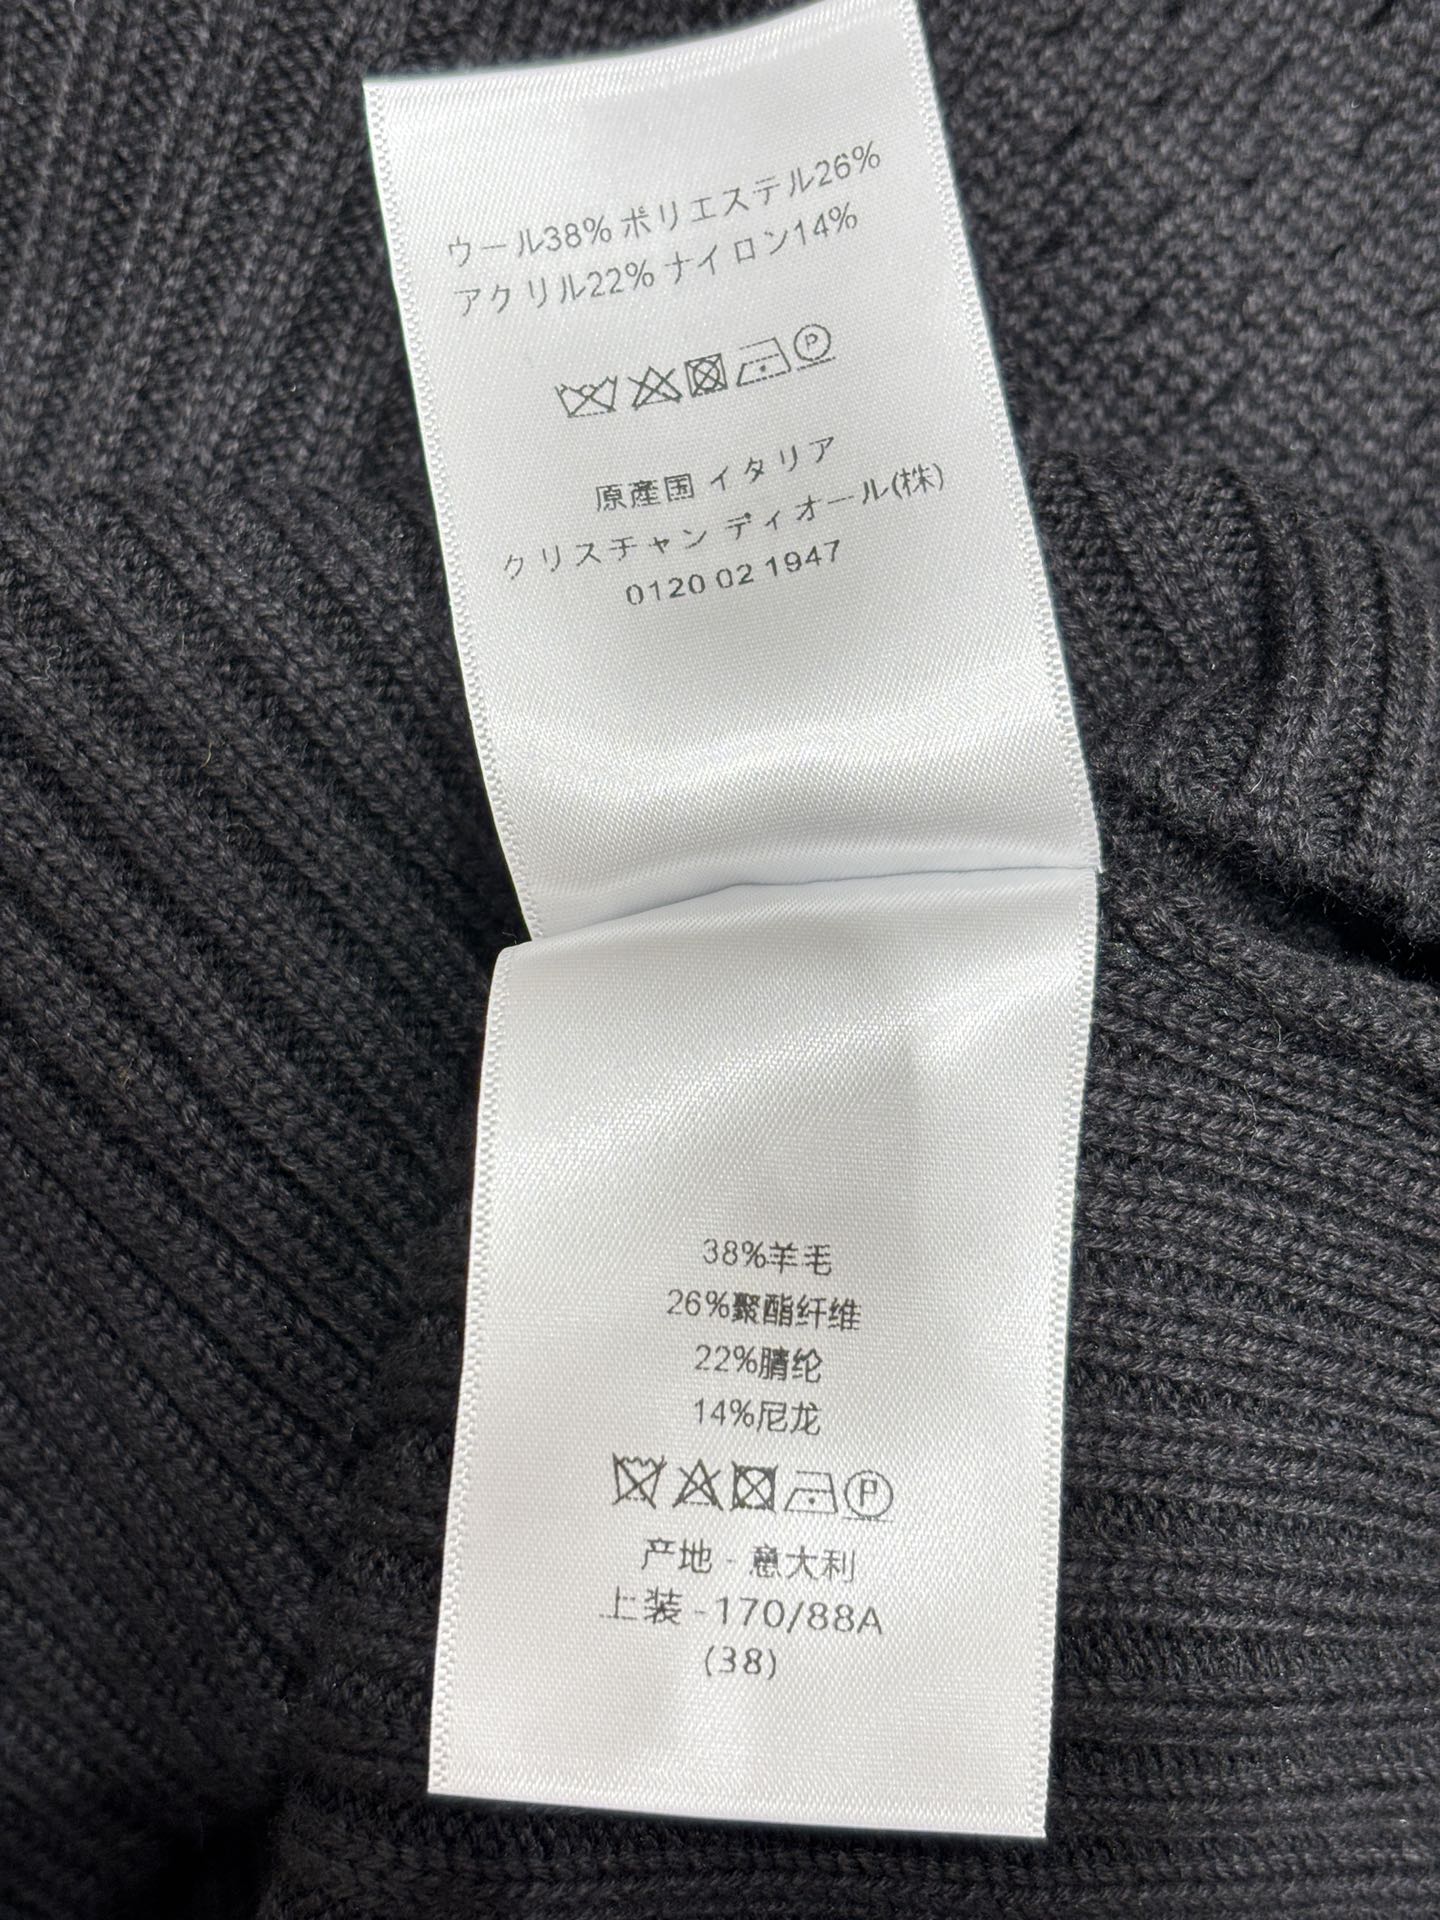 ウール38% ポリエステル26%
アクリル22% ナイロン14%
P
原產国 イタリア
クリスチャン ディオール(株)
0120 02 1947
38%羊毛
26%聚酯纤维
22%腈纶
14%尼龙
P
产地 - 意大利
上装 -170/88A
(38)